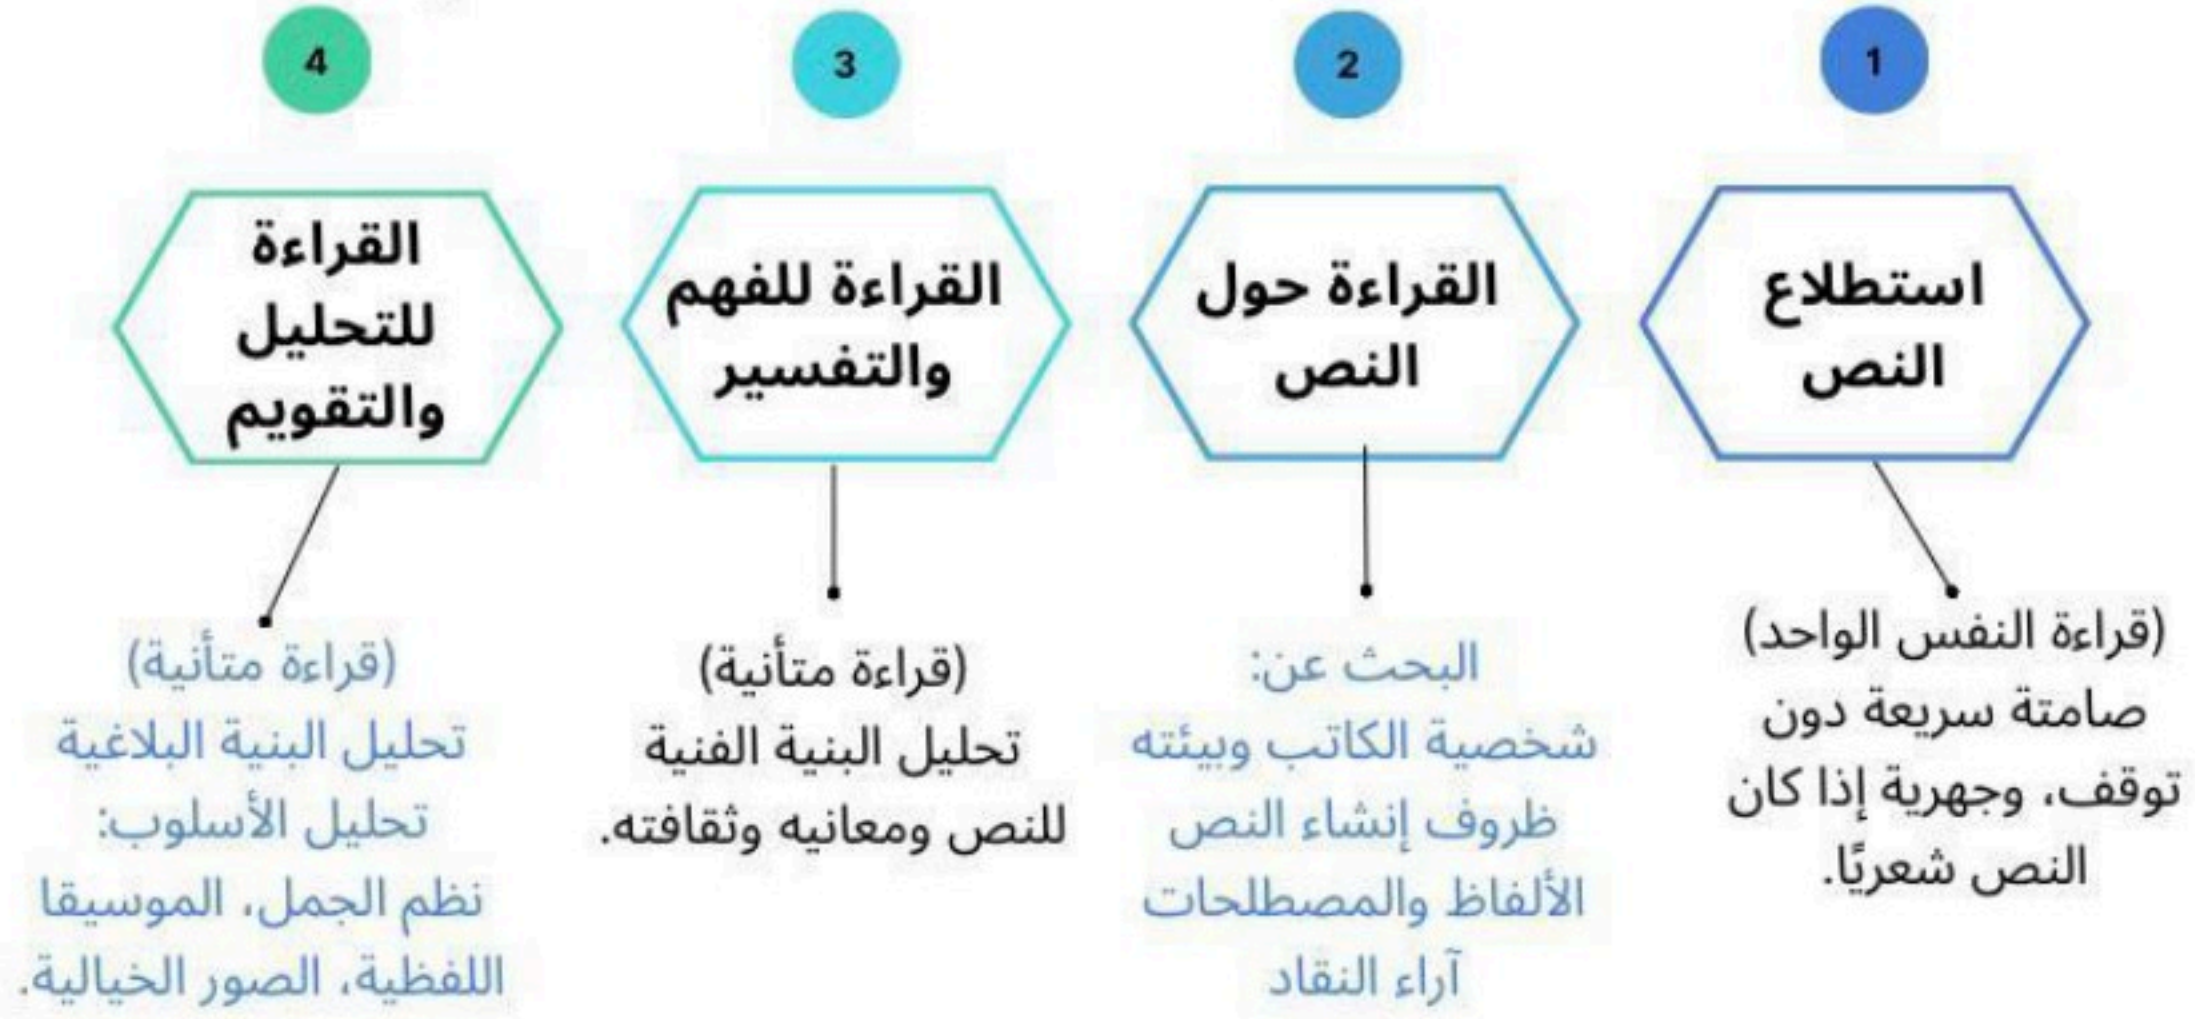 1
استطلاع
النص
(قراءة النفس الواحد)
صامتة سريعة دون
توقف، وجهرية إذا كان
النص شعريًا.
2
القراءة حول
النص
البحث عن:
شخصية الكاتب وبيئته
ظروف إنشاء النص
الألفاظ والمصطلحات
آراء النقاد
3
القراءة للفهم
والتفسير
(قراءة متأنية)
تحليل البنية الفنية
للنص ومعانيه وثقافته.
4
القراءة
للتحليل
والتقويم
(قراءة متأنية)
تحليل البنية البلاغية
تحليل الأسلوب:
نظم الجمل، الموسيقا
اللفظية، الصور الخيالية.